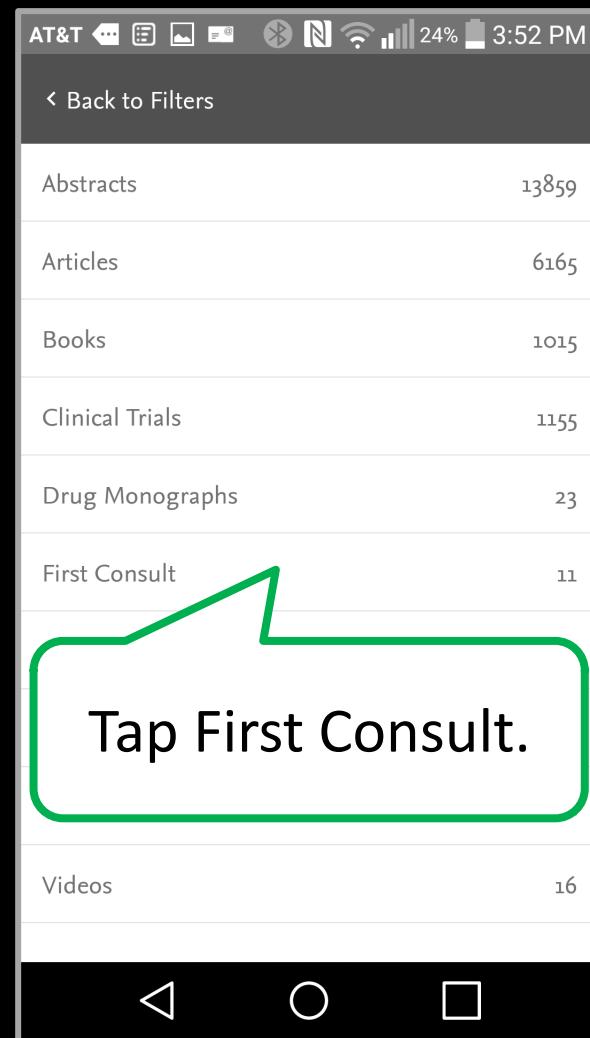 AT&T 24% 3:52 PM
< Back to Filters
Abstracts 13859
Articles 6165
Books 1015
Clinical Trials 1155
Drug Monographs 23
First Consult 11
Tap First Consult.
Videos 16